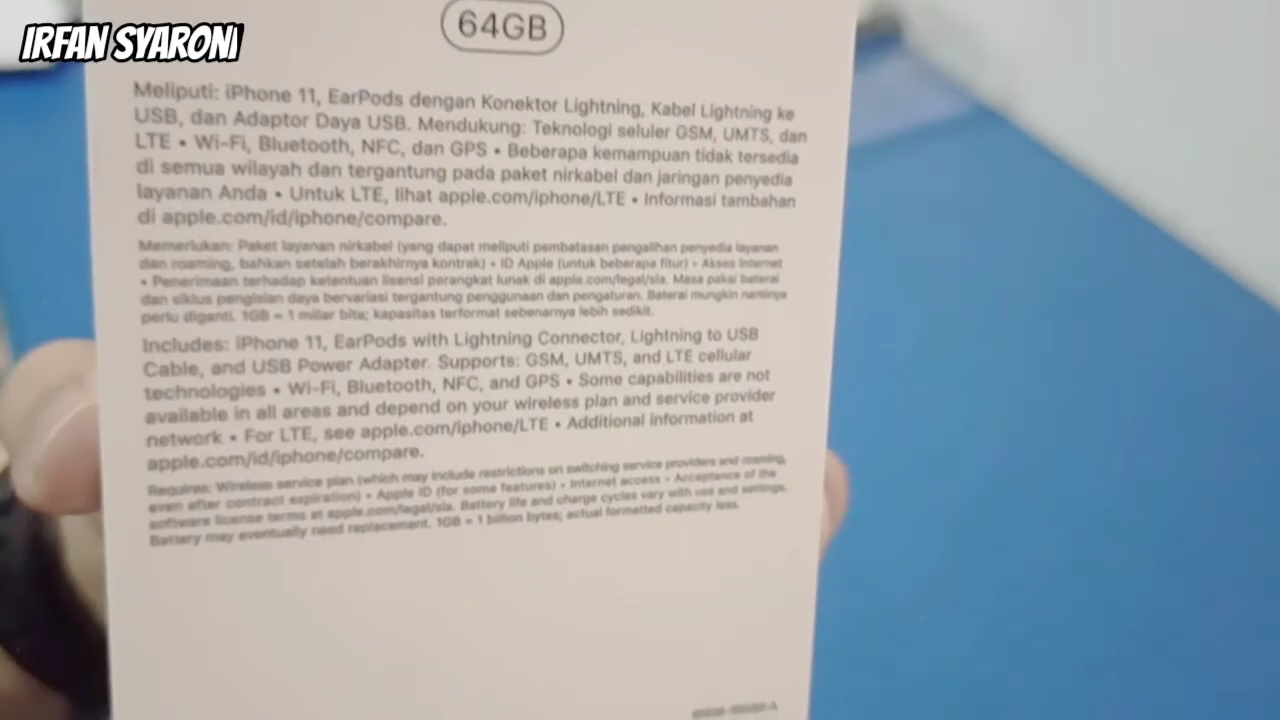 IRFAN SYARONI
64GB
Meliputi: iPhone 11, EarPods dengan Konektor Lightning, Kabel Lightning ke
USB, dan Adaptor Daya USB. Mendukung: Teknologi seluler GSM, UMTS, dan
LTE • Wi-Fi, Bluetooth, NFC, dan GPS • Beberapa kemampuan tidak tersedia
di semua wilayah dan tergantung pada paket nirkabel dan jaringan penyedia
layanan Anda • Untuk LTE, lihat apple.com/iphone/LTE • Informasi tambahan
di apple.com/id/iphone/compare.
Memerlukan: Paket layanan nirkabel (yang dapat meliputi pembatasan pengalihan penyedia layanan
dan roaming, bahkan setelah berakhirnya kontrak) • ID Apple (untuk beberapa fitur) • Akses Internet
• Penerimaan terhadap ketentuan lisensi perangkat lunak di apple.com/legal/sla. Masa pakai baterai
dan siklus pengisian daya bervariasi tergantung penggunaan dan pengaturan. Baterai mungkin nantinya
perlu diganti. 1GB = 1 miliar bita; kapasitas terformat sebenarnya lebih sedikit.
Includes: iPhone 11, EarPods with Lightning Connector, Lightning to USB
Cable, and USB Power Adapter. Supports: GSM, UMTS, and LTE cellular
technologies • Wi-Fi, Bluetooth, NFC, and GPS • Some capabilities are not
available in all areas and depend on your wireless plan and service provider
network • For LTE, see apple.com/iphone/LTE • Additional information at
apple.com/id/iphone/compare.
Requires: Wireless service plan (which may include restrictions on switching service providers and roaming,
even after contract expiration) • Apple ID (for some features) • Internet access • Acceptance of the
software license terms at apple.com/legal/sla. Battery life and charge cycles vary with use and settings.
Battery may eventually need replacement. 1GB = 1 billion bytes; actual formatted capacity less.